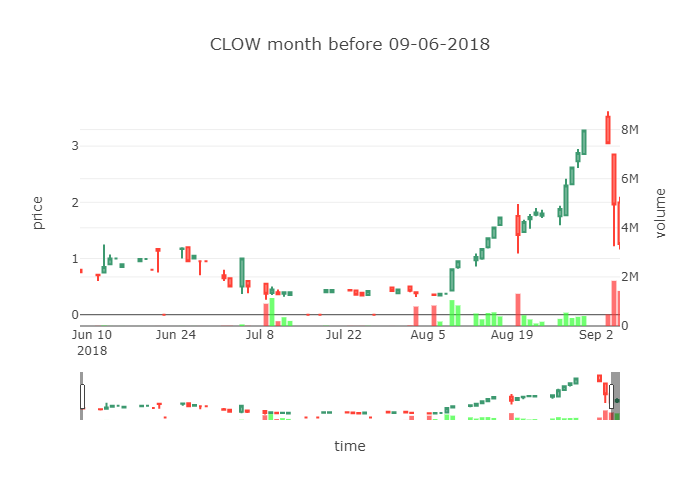 CLOW month before 09-06-2018
price
3
2
1
0
8M
6M
4M
2M
0
volume
Jun 10 Jun 24 Jul 8 Jul 22 Aug 5 Aug 19 Sep 2
2018
time